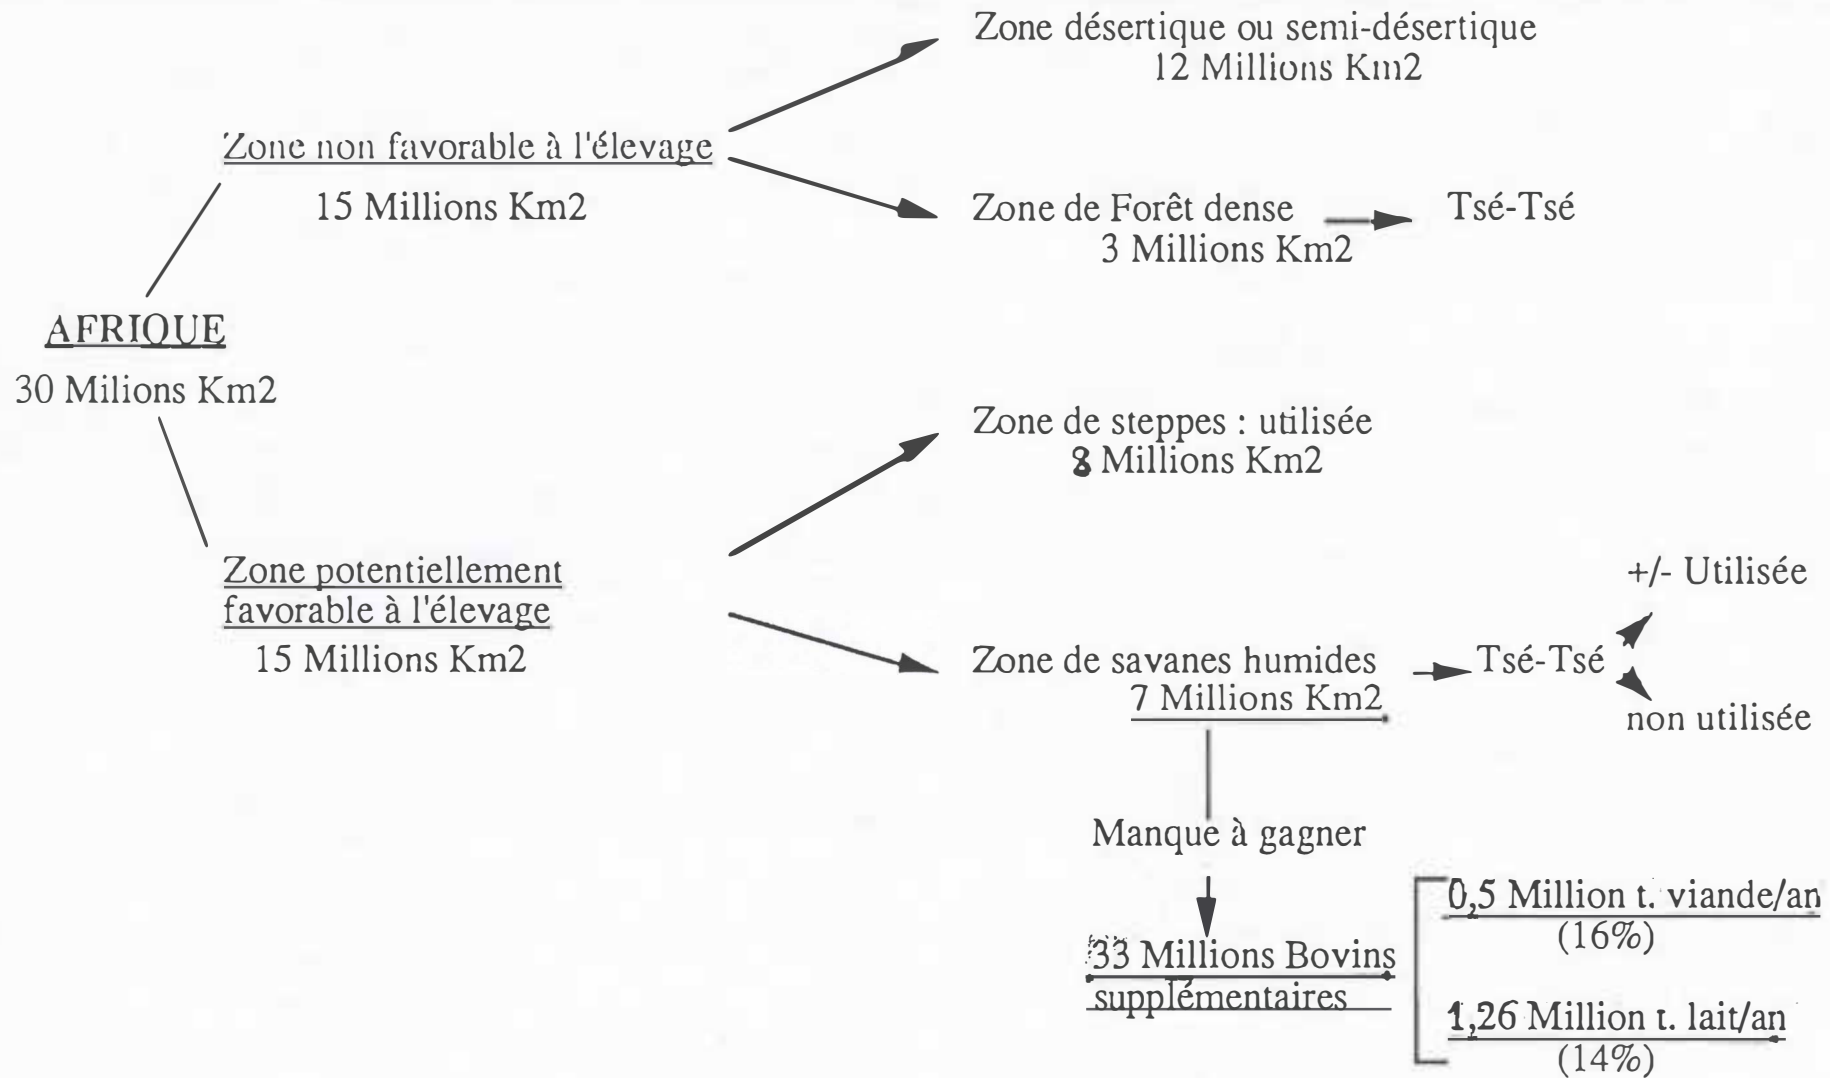 Zone désertique ou semi-désertique
12 Millions Km2
Zone non favorable à l'élevage
15 Millions Km2
Zone de Forêt dense
3 Millions Km2
Tsé-Tsé
AFRIQUE
30 Milions Km2
Zone de steppes : utilisée
8 Millions Km2
Zone potentiellement
favorable à l'élevage
15 Millions Km2
Zone de savanes humides
7 Millions Km2
Tsé-Tsé
+/- Utilisée
non utilisée
Manque à gagner
33 Millions Bovins
supplémentaires
0,5 Million t. viande/an
(16%)
1,26 Million t. lait/an
(14%)